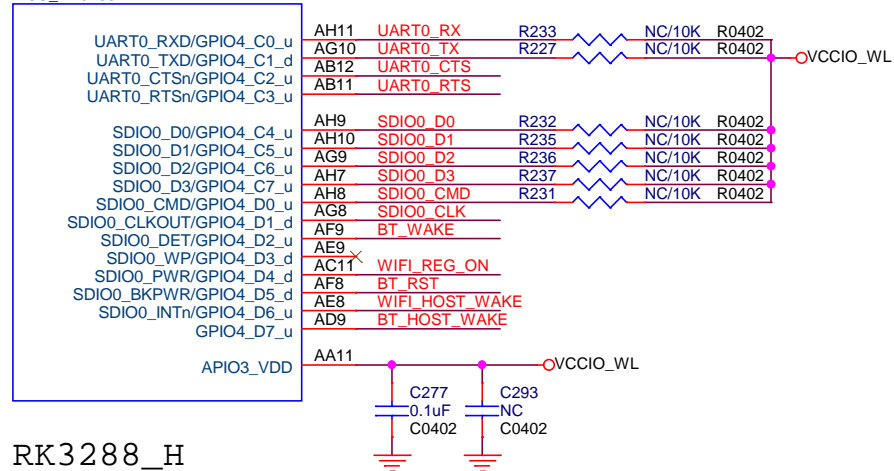 UART0_RXD/GPIO4_C0_u AH11 UART0_RX R233 NC/10K R0402
UART0_TXD/GPIO4_C1_d AG10 UART0_TX R227 NC/10K R0402 VCCIO_WL
UART0_CTSn/GPIO4_C2_u AB12 UART0_CTS
UART0_RTSn/GPIO4_C3_u AB11 UART0_RTS
SDIO0_D0/GPIO4_C4_u AH9 SDIO0_D0 R232 NC/10K R0402
SDIO0_D1/GPIO4_C5_u AH10 SDIO0_D1 R235 NC/10K R0402
SDIO0_D2/GPIO4_C6_u AG9 SDIO0_D2 R236 NC/10K R0402
SDIO0_D3/GPIO4_C7_u AH7 SDIO0_D3 R237 NC/10K R0402
SDIO0_CMD/GPIO4_D0_u AH8 SDIO0_CMD R231 NC/10K R0402
SDIO0_CLKOUT/GPIO4_D1_d AG8 SDIO0_CLK
SDIO0_DET/GPIO4_D2_u AF9 BT_WAKE
SDIO0_WP/GPIO4_D3_d AE9
SDIO0_PWR/GPIO4_D4_d AC11 WIFI_REG_ON
SDIO0_BKPWR/GPIO4_D5_d AF8 BT_RST
SDIO0_INTn/GPIO4_D6_u AE8 WIFI_HOST_WAKE
GPIO4_D7_u AD9 BT_HOST_WAKE
APIO3_VDD AA11 VCCIO_WL
C277 C293
0.1uF NC
C0402 C0402
RK3288_H